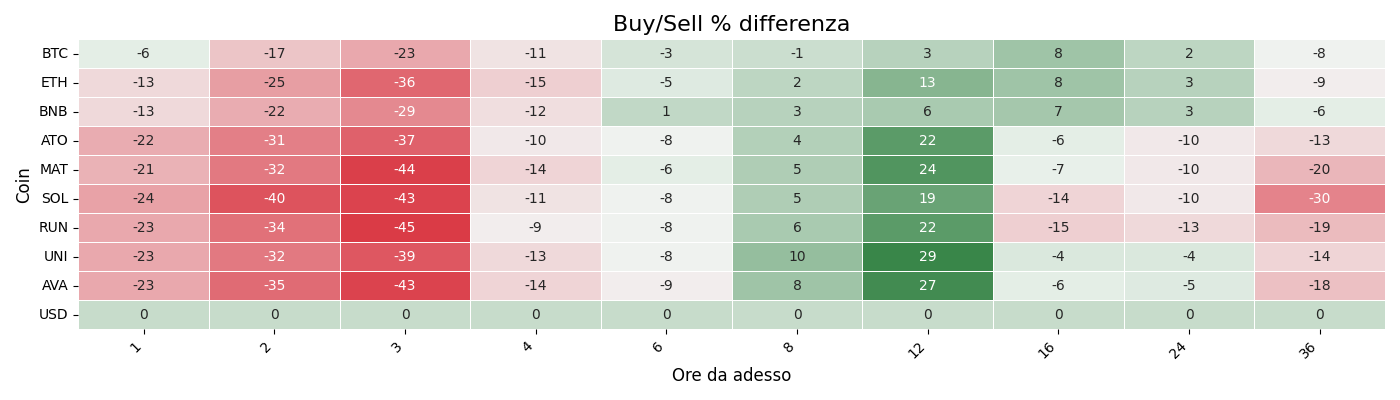 Buy/Sell % differenza
Coin
BTC -6 -17 -23 -11 -3 -1 3 8 2 -8
ETH -13 -25 -36 -15 -5 2 13 8 3 -9
BNB -13 -22 -29 -12 1 3 6 7 3 -6
ATO -22 -31 -37 -10 -8 4 22 -6 -10 -13
MAT -21 -32 -44 -14 -6 5 24 -7 -10 -20
SOL -24 -40 -43 -11 -8 5 19 -14 -10 -30
RUN -23 -34 -45 -9 -8 6 22 -15 -13 -19
UNI -23 -32 -39 -13 -8 10 29 -4 -4 -14
AVA -23 -35 -43 -14 -9 8 27 -6 -5 -18
USD 0 0 0 0 0 0 0 0 0 0
1 2 3 4 6 8 12 16 24 36
Ore da adesso